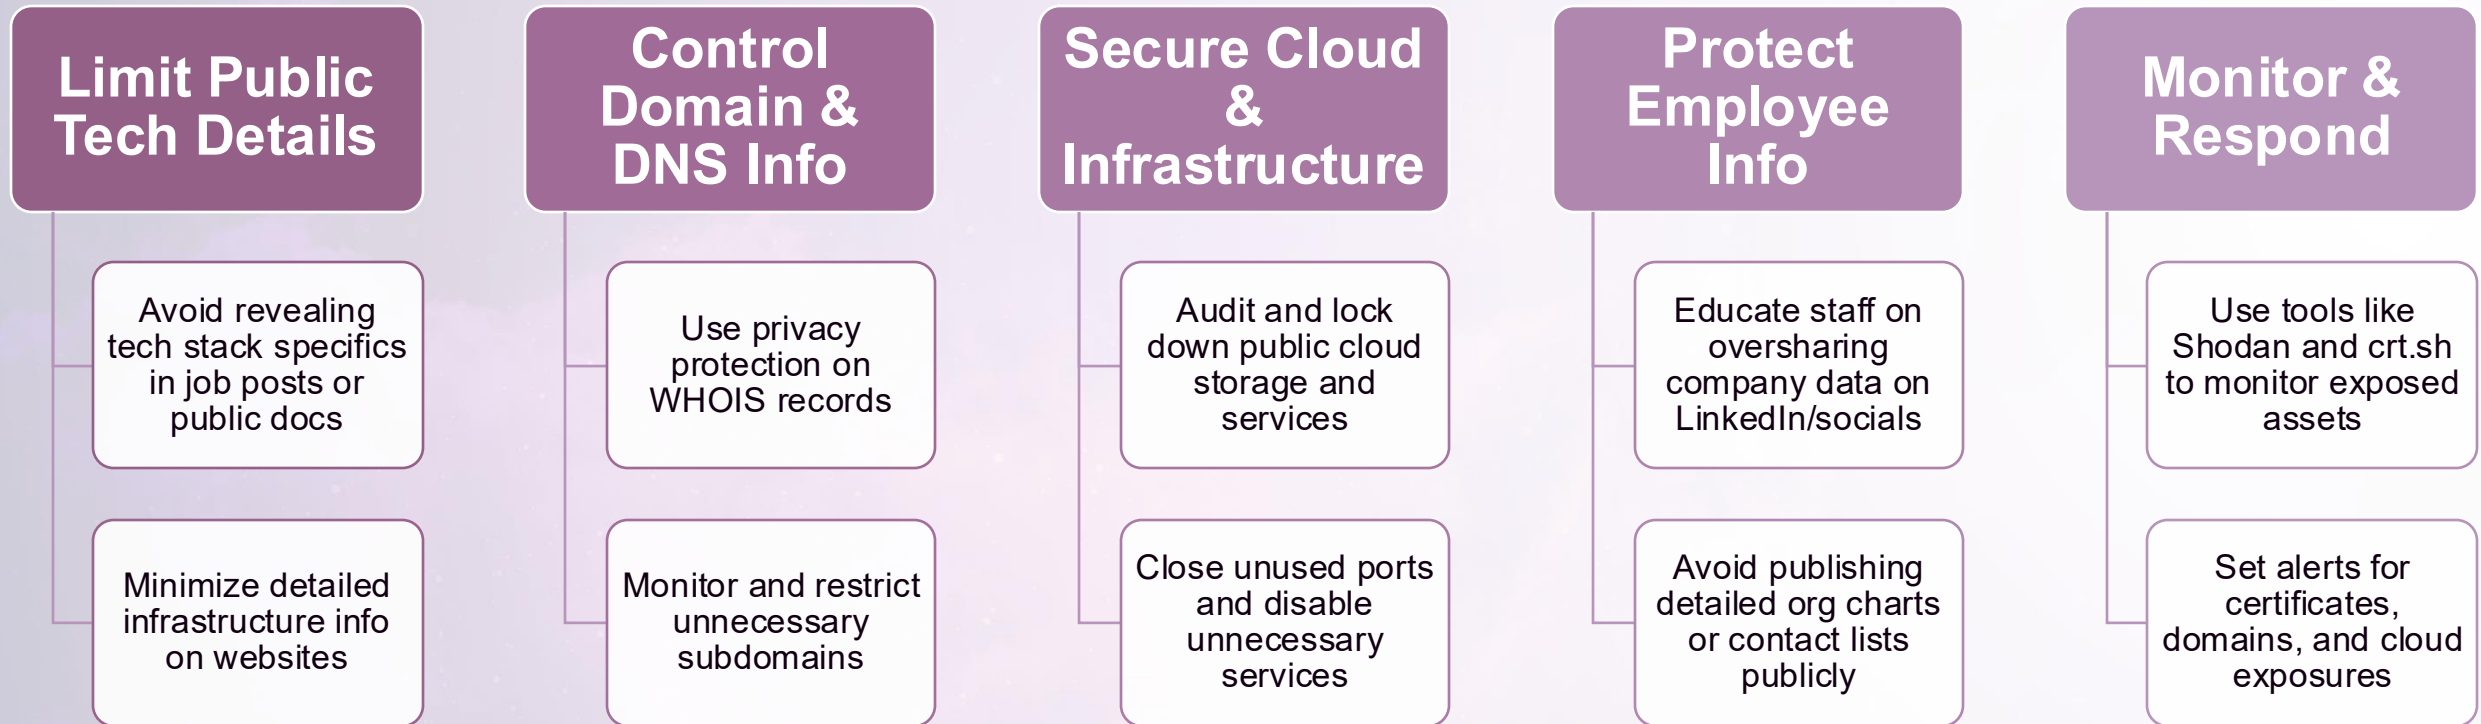 Limit Public
Tech Details
Avoid revealing
tech stack specifics
in job posts or
public docs
Minimize detailed
infrastructure info
on websites
Control
Domain &
DNS Info
Use privacy
protection on
WHOIS records
Monitor and restrict
unnecessary
subdomains
Secure Cloud
&
Infrastructure
Audit and lock
down public cloud
storage and
services
Close unused ports
and disable
unnecessary
services
Protect
Employee
Info
Educate staff on
oversharing
company data on
LinkedIn/socials
Avoid publishing
detailed org charts
or contact lists
publicly
Monitor &
Respond
Use tools like
Shodan and crt.sh
to monitor exposed
assets
Set alerts for
certificates,
domains, and cloud
exposures